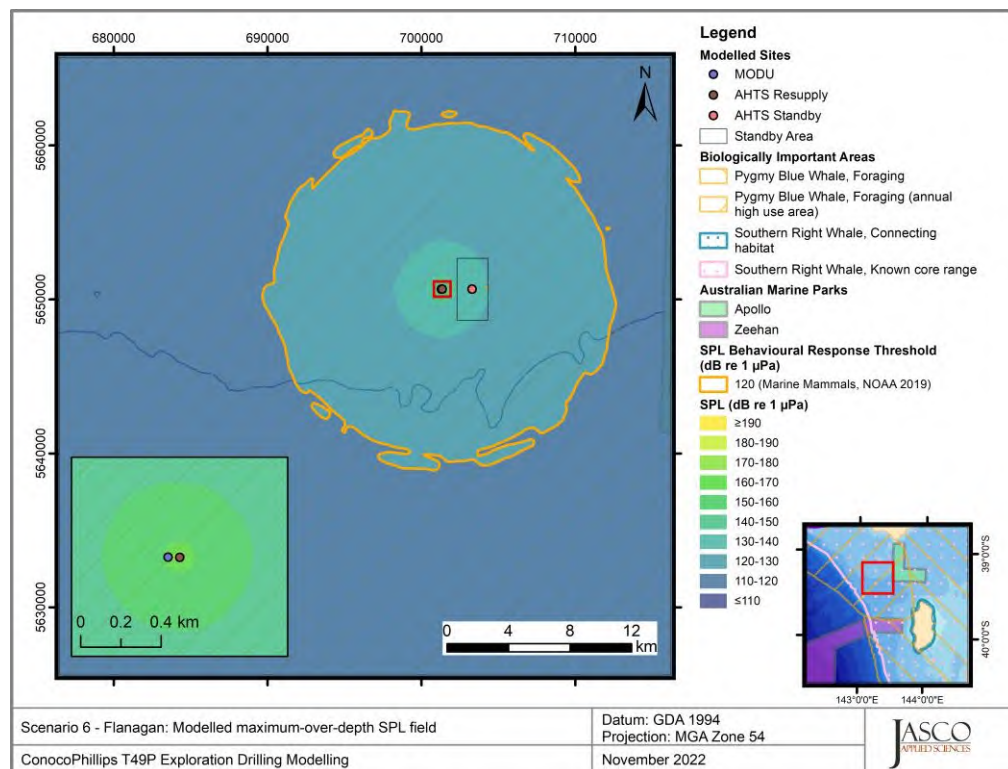 680000 690000 700000 710000
5660000
5650000
5640000
5630000
N
0 0.2 0.4 km
0 4 8 12
km
Legend
Modelled Sites
MODU
AHTS Resupply
AHTS Standby
Standby Area
Biologically Important Areas
Pygmy Blue Whale, Foraging
Pygmy Blue Whale, Foraging (annual
high use area)
Southern Right Whale, Connecting
habitat
Southern Right Whale, Known core range
Australian Marine Parks
Apollo
Zeehan
SPL Behavioural Response Threshold
(dB re 1 µPa)
120 (Marine Mammals, NOAA 2019)
SPL (dB re 1 µPa)
≥190
180-190
170-180
160-170
150-160
140-150
130-140
120-130
110-120
≤110
39°0'0"S
40°0'0"S
143°0'0"E 144°0'0"E
Scenario 6 - Flanagan: Modelled maximum-over-depth SPL field
ConocoPhillips T49P Exploration Drilling Modelling
Datum: GDA 1994
Projection: MGA Zone 54
November 2022
JASCO
APPLIED SCIENCES